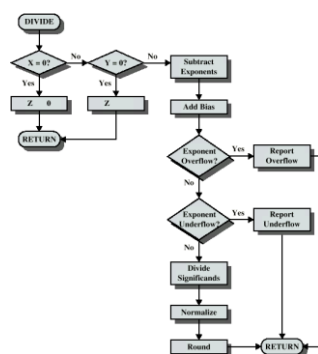 DIVIDE
X = 0?
No
Y = 0?
No
Subtract
Exponents
Yes
Yes
Z 0
Z
Add Bias
RETURN
Exponent
Overflow?
Yes
Report
Overflow
No
Exponent
Underflow?
Yes
Report
Underflow
No
Divide
Significands
Normalize
Round
RETURN